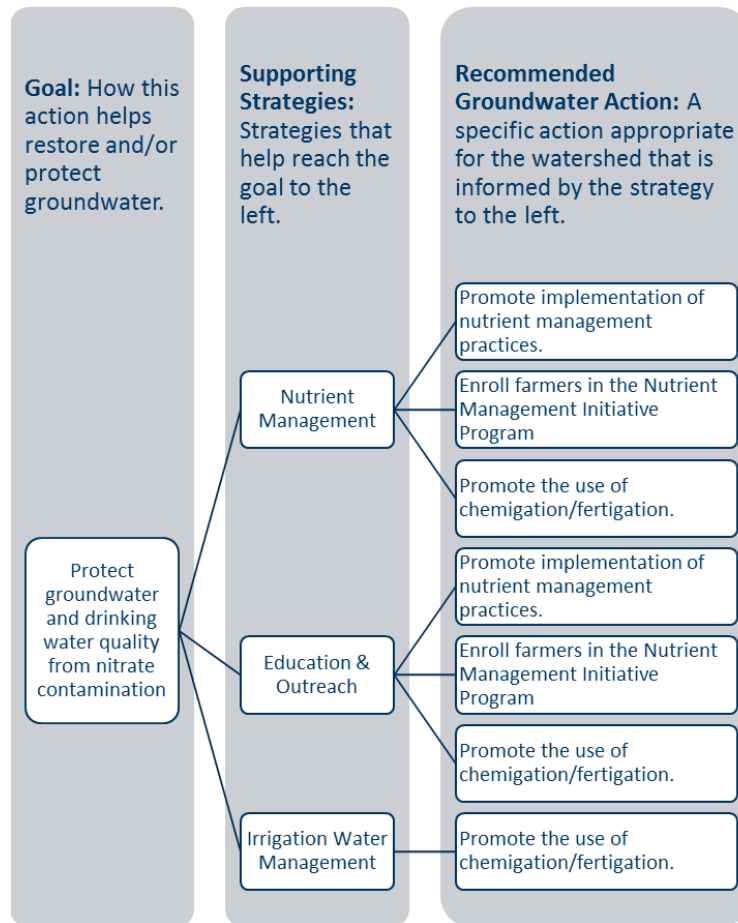 Goal: How this
action helps
restore and/or
protect
groundwater.
Supporting
Strategies:
Strategies that
help reach the
goal to the
left.
Recommended
Groundwater Action: A
specific action appropriate
for the watershed that is
informed by the strategy
to the left.
Protect
groundwater
and drinking
water quality
from nitrate
contamination
Nutrient
Management
Promote implementation of
nutrient management
practices.
Enroll farmers in the Nutrient
Management Initiative
Program
Promote the use of
chemigation/fertigation.
Education &
Outreach
Promote implementation of
nutrient management
practices.
Enroll farmers in the Nutrient
Management Initiative
Program
Promote the use of
chemigation/fertigation.
Irrigation Water
Management
Promote the use of
chemigation/fertigation.